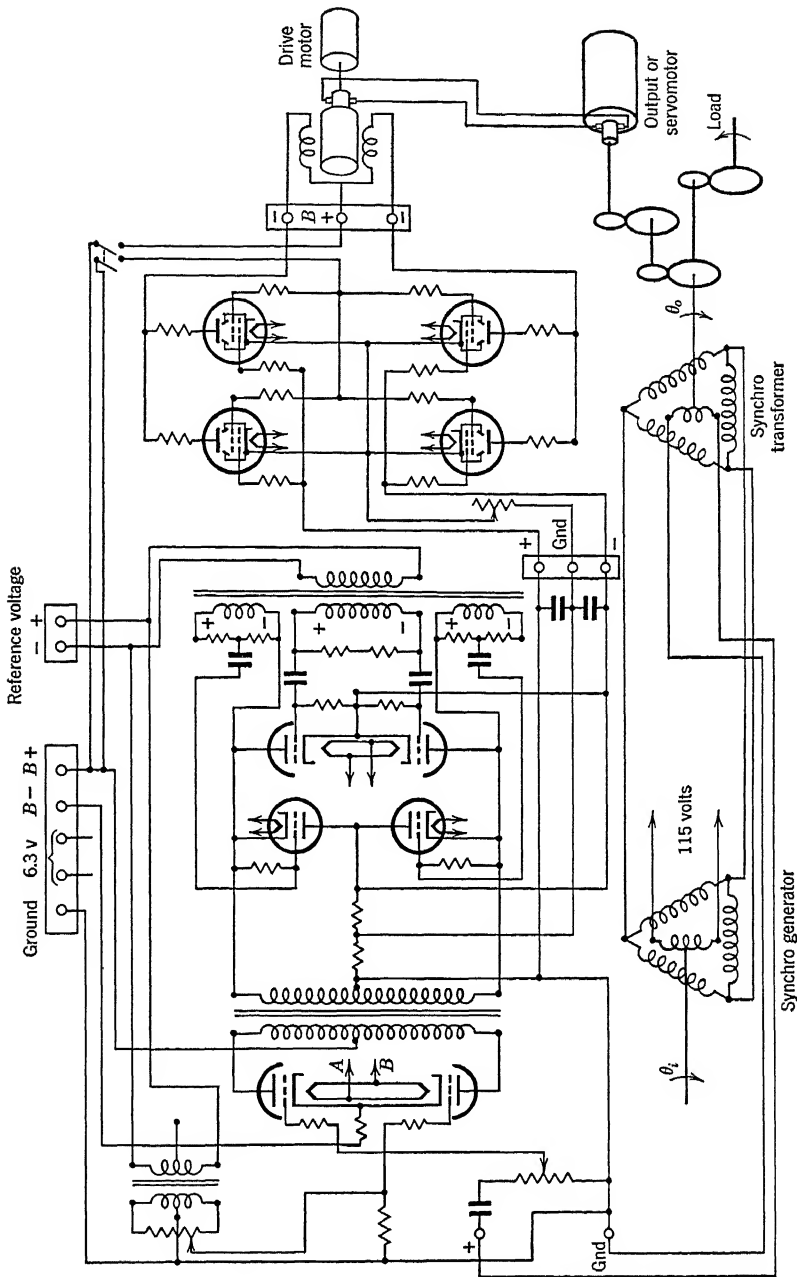 Reference voltage
− +
Ground 6.3 v B − B +
Drive
motor
−
B
+
−
Output or
servomotor
Load
θo
Synchro
transformer
+ −
+ −
+ −
+
Gnd
−
A
B
115 volts
θi
Synchro generator
+
Gnd